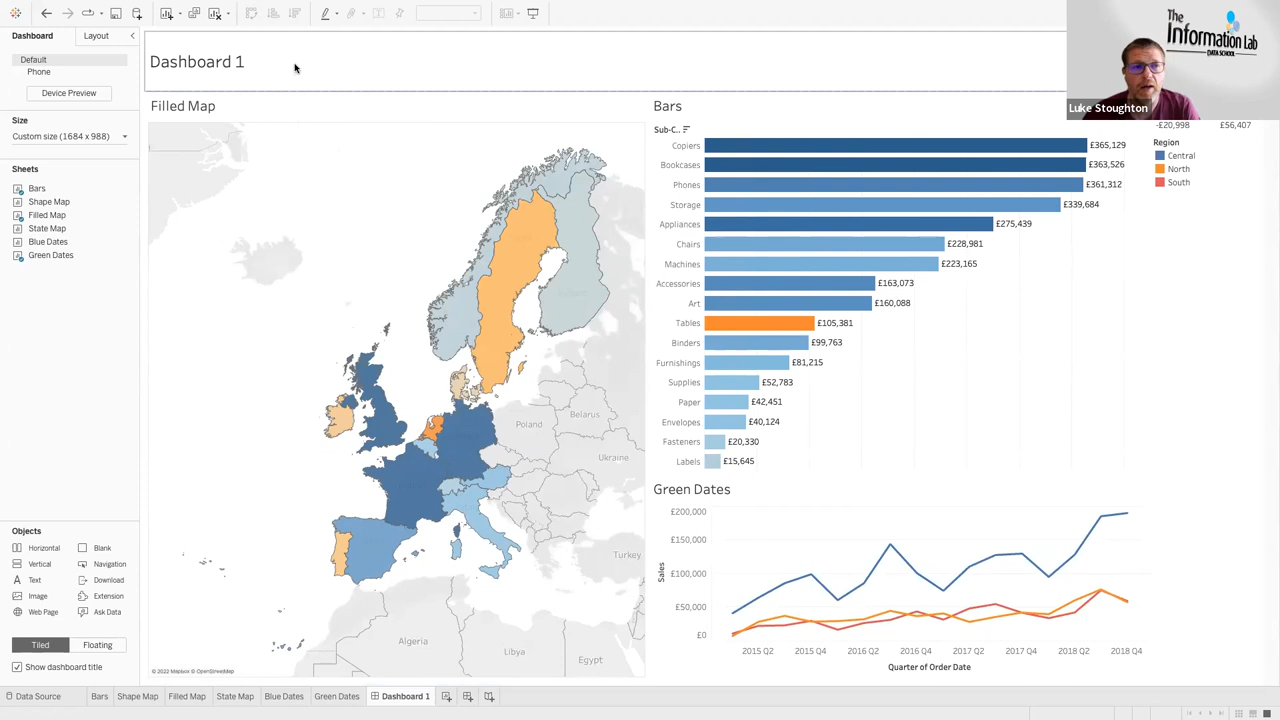 Dashboard
Layout
Default
Phone
Device Preview
Size
Custom size (1684 x 988)
Sheets
Bars
Shape Map
Filled Map
State Map
Blue Dates
Green Dates
Objects
Horizontal
Blank
Vertical
Navigation
Text
Download
Image
Extension
Web Page
Ask Data
Tiled
Floating
Show dashboard title
Dashboard 1
Filled Map
Belarus
Poland
Ukraine
Turkey
Algeria
Libya
Egypt
© 2022 Mapbox © OpenStreetMap
Bars
Sub-C..
Copiers £365,129
Bookcases £363,526
Phones £361,312
Storage £339,684
Appliances £275,439
Chairs £228,981
Machines £223,165
Accessories £163,073
Art £160,088
Tables £105,381
Binders £99,763
Furnishings £81,215
Supplies £52,783
Paper £42,451
Envelopes £40,124
Fasteners £20,330
Labels £15,645
Green Dates
£200,000
£150,000
£100,000
£50,000
£0
Sales
2015 Q2 2015 Q4 2016 Q2 2016 Q4 2017 Q2 2017 Q4 2018 Q2 2018 Q4
Quarter of Order Date
The
Information Lab
DATA SCHOOL
Luke Stoughton
-£20,998 £56,407
Region
Central
North
South
Data Source
Bars
Shape Map
Filled Map
State Map
Blue Dates
Green Dates
Dashboard 1